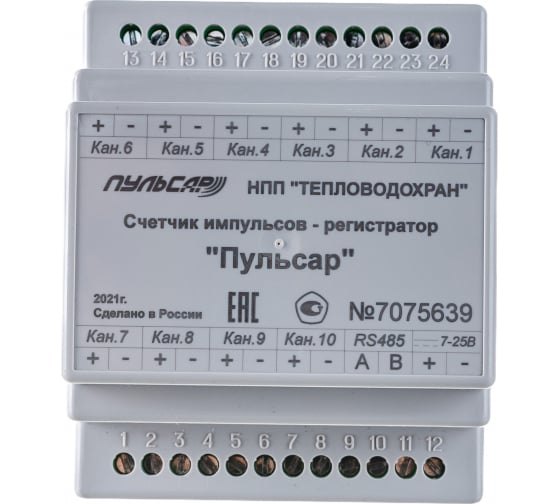 13 14 15 16 17 18 19 20 21 22 23 24
+ - + - + - + - + - + -
Кан.6 Кан.5 Кан.4 Кан.3 Кан.2 Кан.1
ПУЛЬСАР НПП "ТЕПЛОВОДОХРАН"
Счетчик импульсов - регистратор
"Пульсар"
2021г.
Сделано в России ЕАС №7075639
Кан.7 Кан.8 Кан.9 Кан.10 RS485 7-25В
+ - + - + - + - A B + -
1 2 3 4 5 6 7 8 9 10 11 12